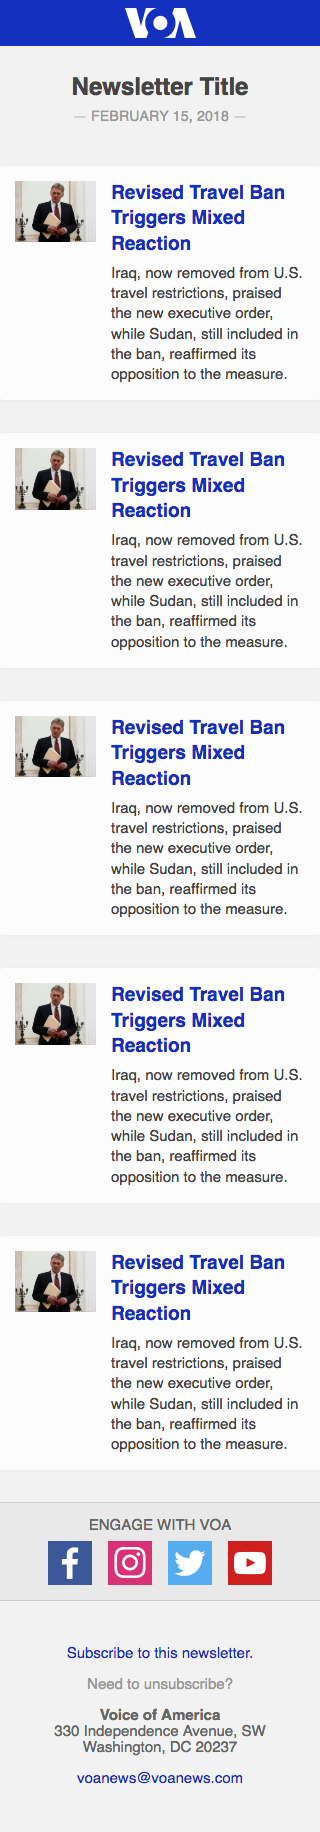 VOA
Newsletter Title
— FEBRUARY 15, 2018 —
Revised Travel Ban
Triggers Mixed
Reaction
Iraq, now removed from U.S.
travel restrictions, praised
the new executive order,
while Sudan, still included in
the ban, reaffirmed its
opposition to the measure.
Revised Travel Ban
Triggers Mixed
Reaction
Iraq, now removed from U.S.
travel restrictions, praised
the new executive order,
while Sudan, still included in
the ban, reaffirmed its
opposition to the measure.
Revised Travel Ban
Triggers Mixed
Reaction
Iraq, now removed from U.S.
travel restrictions, praised
the new executive order,
while Sudan, still included in
the ban, reaffirmed its
opposition to the measure.
Revised Travel Ban
Triggers Mixed
Reaction
Iraq, now removed from U.S.
travel restrictions, praised
the new executive order,
while Sudan, still included in
the ban, reaffirmed its
opposition to the measure.
Revised Travel Ban
Triggers Mixed
Reaction
Iraq, now removed from U.S.
travel restrictions, praised
the new executive order,
while Sudan, still included in
the ban, reaffirmed its
opposition to the measure.
ENGAGE WITH VOA
Subscribe to this newsletter.
Need to unsubscribe?
Voice of America
330 Independence Avenue, SW
Washington, DC 20237
voanews@voanews.com